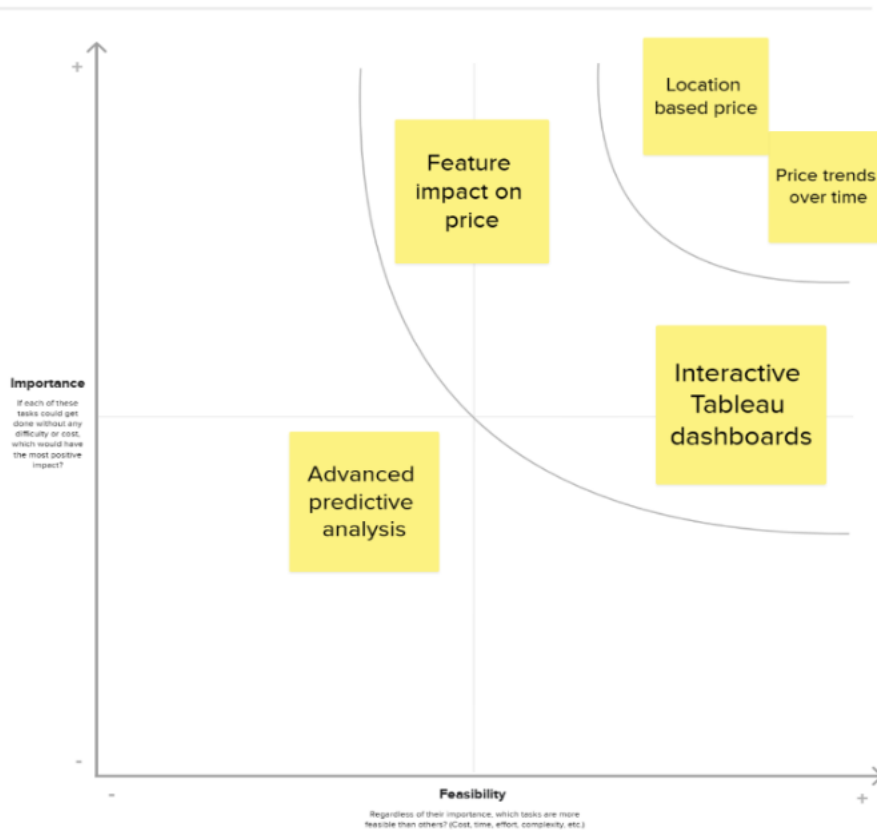 +
Location
based price
Feature
impact on
price
Price trends
over time
Interactive
Tableau
dashboards
Importance
If each of these
tasks could get
done without any
difficulty or cost,
which would have
the most positive
impact?
Advanced
predictive
analysis
-
-
Feasibility
+
Regardless of their importance, which tasks are more
feasible than others? (Cost, time, effort, complexity, etc.)